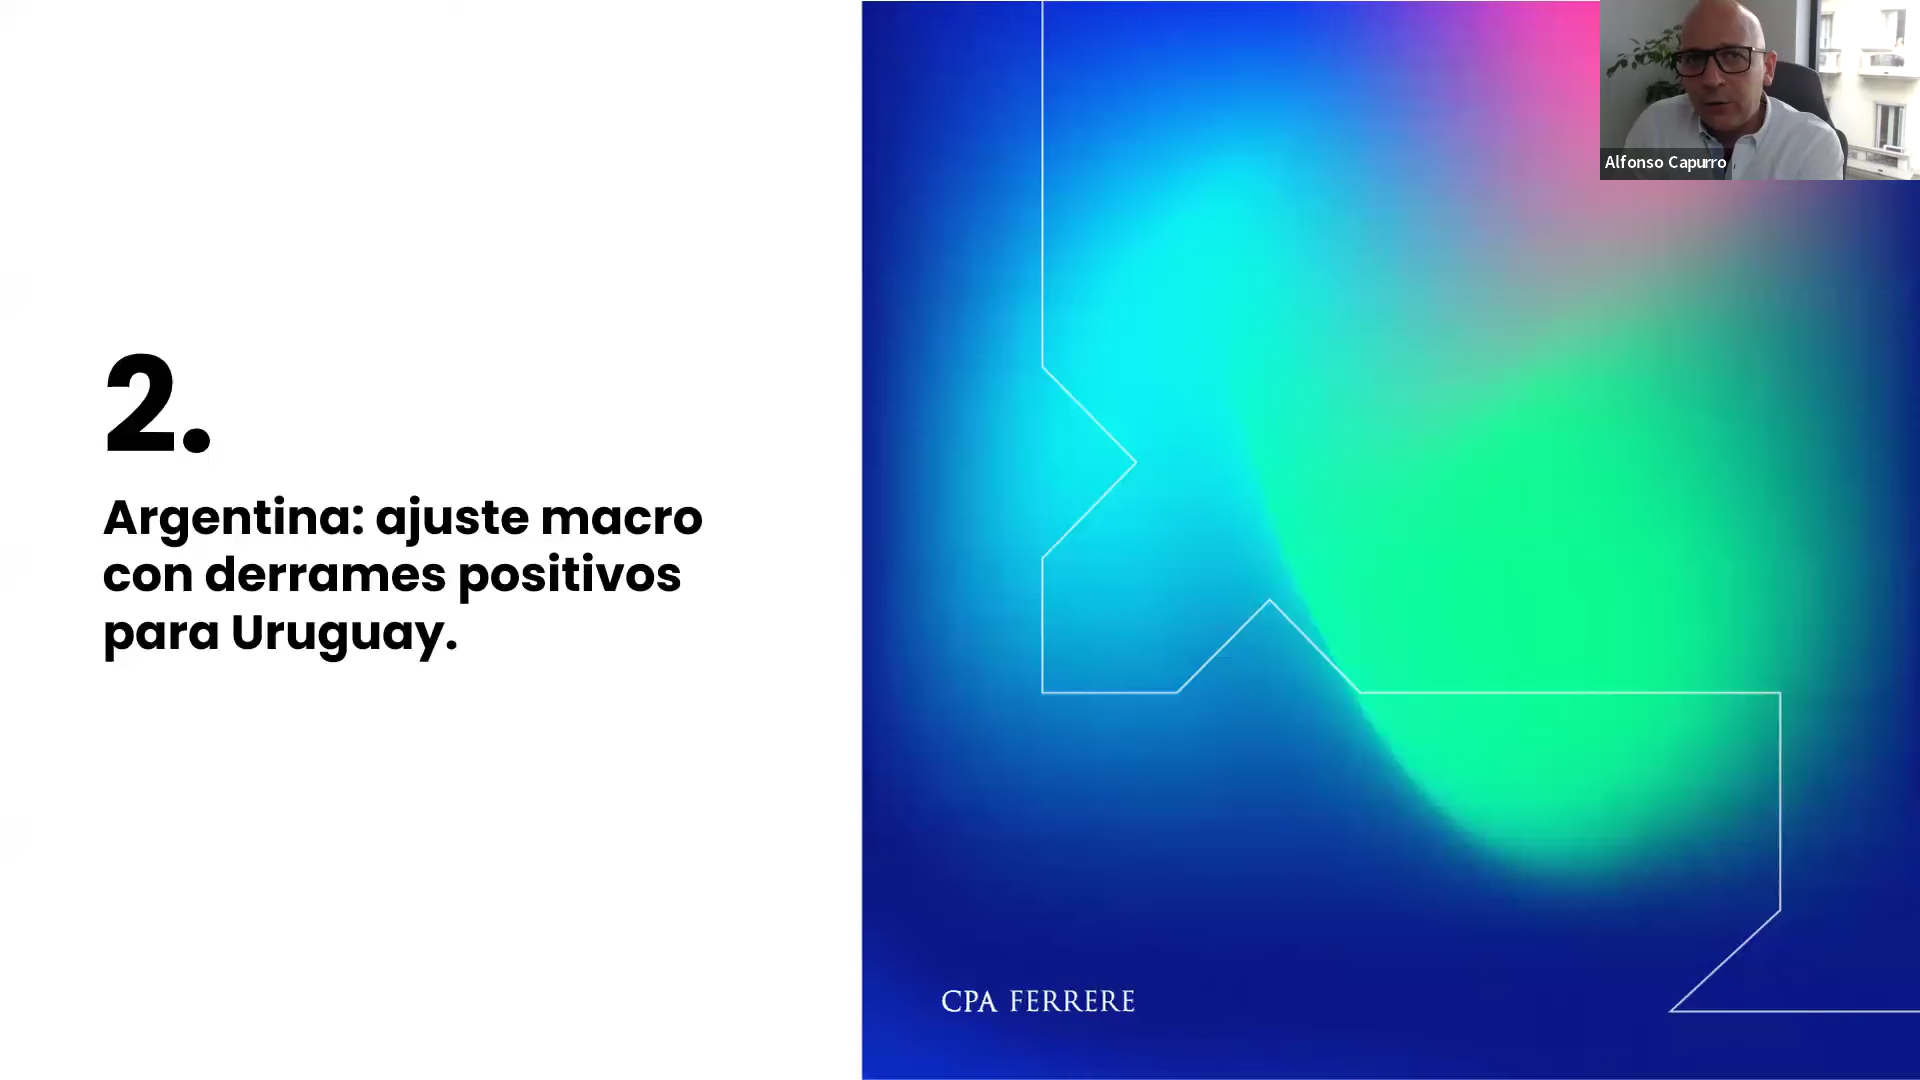 2.
Argentina: ajuste macro
con derrames positivos
para Uruguay.
Alfonso Capurro
CPA FERRERE